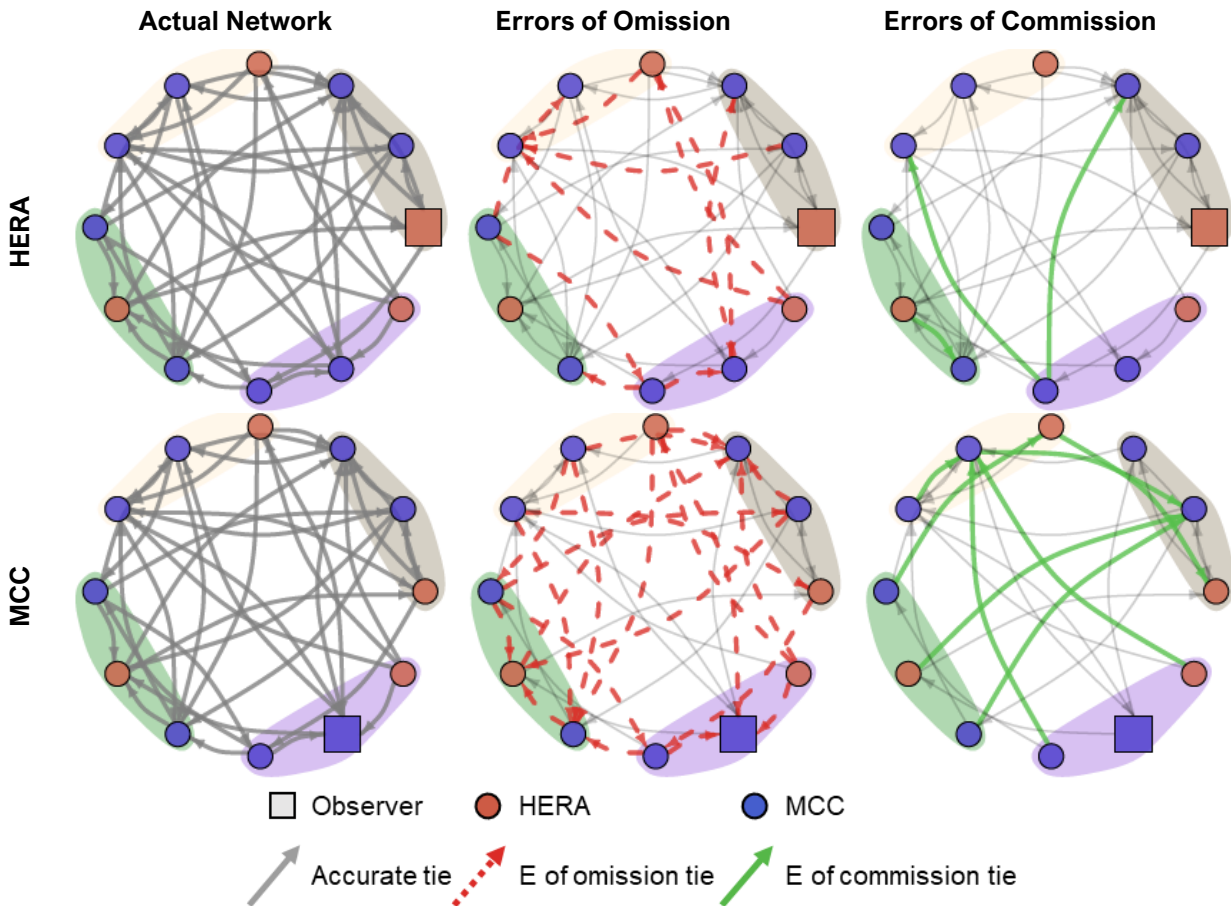 Actual Network
Errors of Omission
Errors of Commission
HERA
MCC
Observer
HERA
MCC
Accurate tie
E of omission tie
E of commission tie